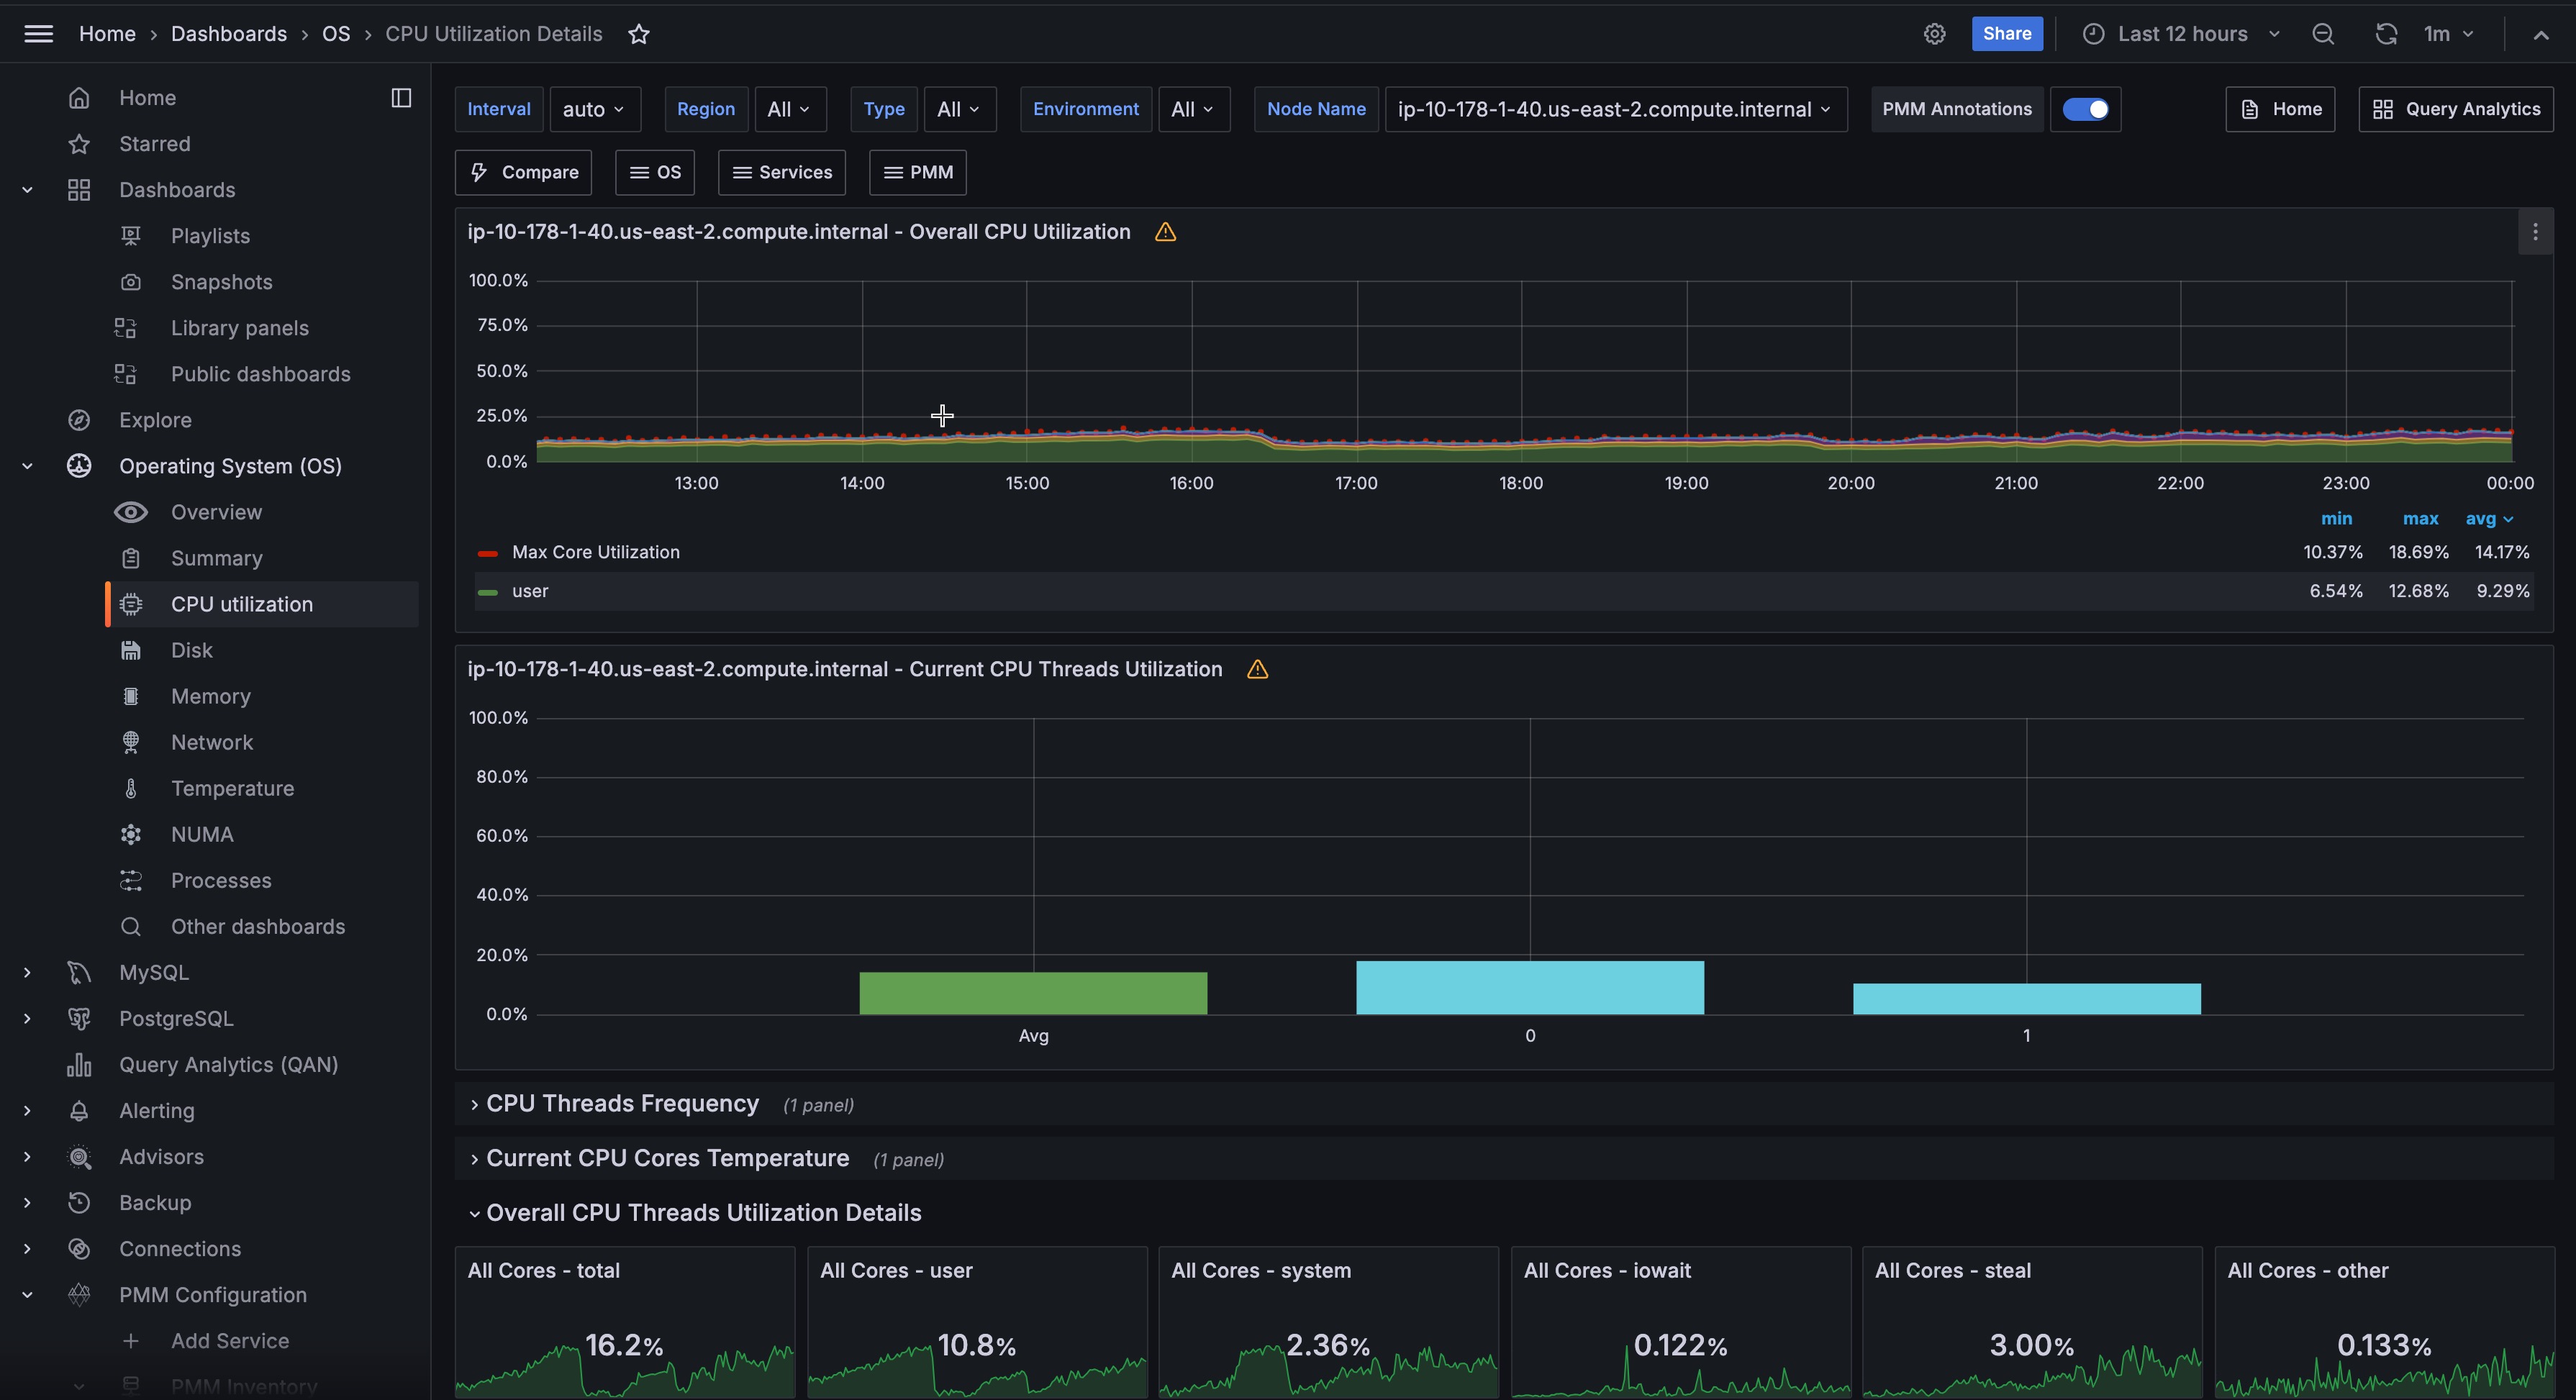 Home › Dashboards › OS › CPU Utilization Details
Share
Last 12 hours
1m
Home
Starred
Dashboards
Playlists
Snapshots
Library panels
Public dashboards
Explore
Operating System (OS)
Overview
Summary
CPU utilization
Disk
Memory
Network
Temperature
NUMA
Processes
Other dashboards
MySQL
PostgreSQL
Query Analytics (QAN)
Alerting
Advisors
Backup
Connections
PMM Configuration
Add Service
PMM Inventory
Interval auto Region All Type All Environment All Node Name ip-10-178-1-40.us-east-2.compute.internal PMM Annotations Home Query Analytics
Compare OS Services PMM
ip-10-178-1-40.us-east-2.compute.internal - Overall CPU Utilization
100.0%
75.0%
50.0%
25.0%
0.0%
13:00 14:00 15:00 16:00 17:00 18:00 19:00 20:00 21:00 22:00 23:00 00:00
min max avg
Max Core Utilization 10.37% 18.69% 14.17%
user 6.54% 12.68% 9.29%
ip-10-178-1-40.us-east-2.compute.internal - Current CPU Threads Utilization
100.0%
80.0%
60.0%
40.0%
20.0%
0.0%
Avg 0 1
CPU Threads Frequency (1 panel)
Current CPU Cores Temperature (1 panel)
Overall CPU Threads Utilization Details
All Cores - total
16.2%
All Cores - user
10.8%
All Cores - system
2.36%
All Cores - iowait
0.122%
All Cores - steal
3.00%
All Cores - other
0.133%